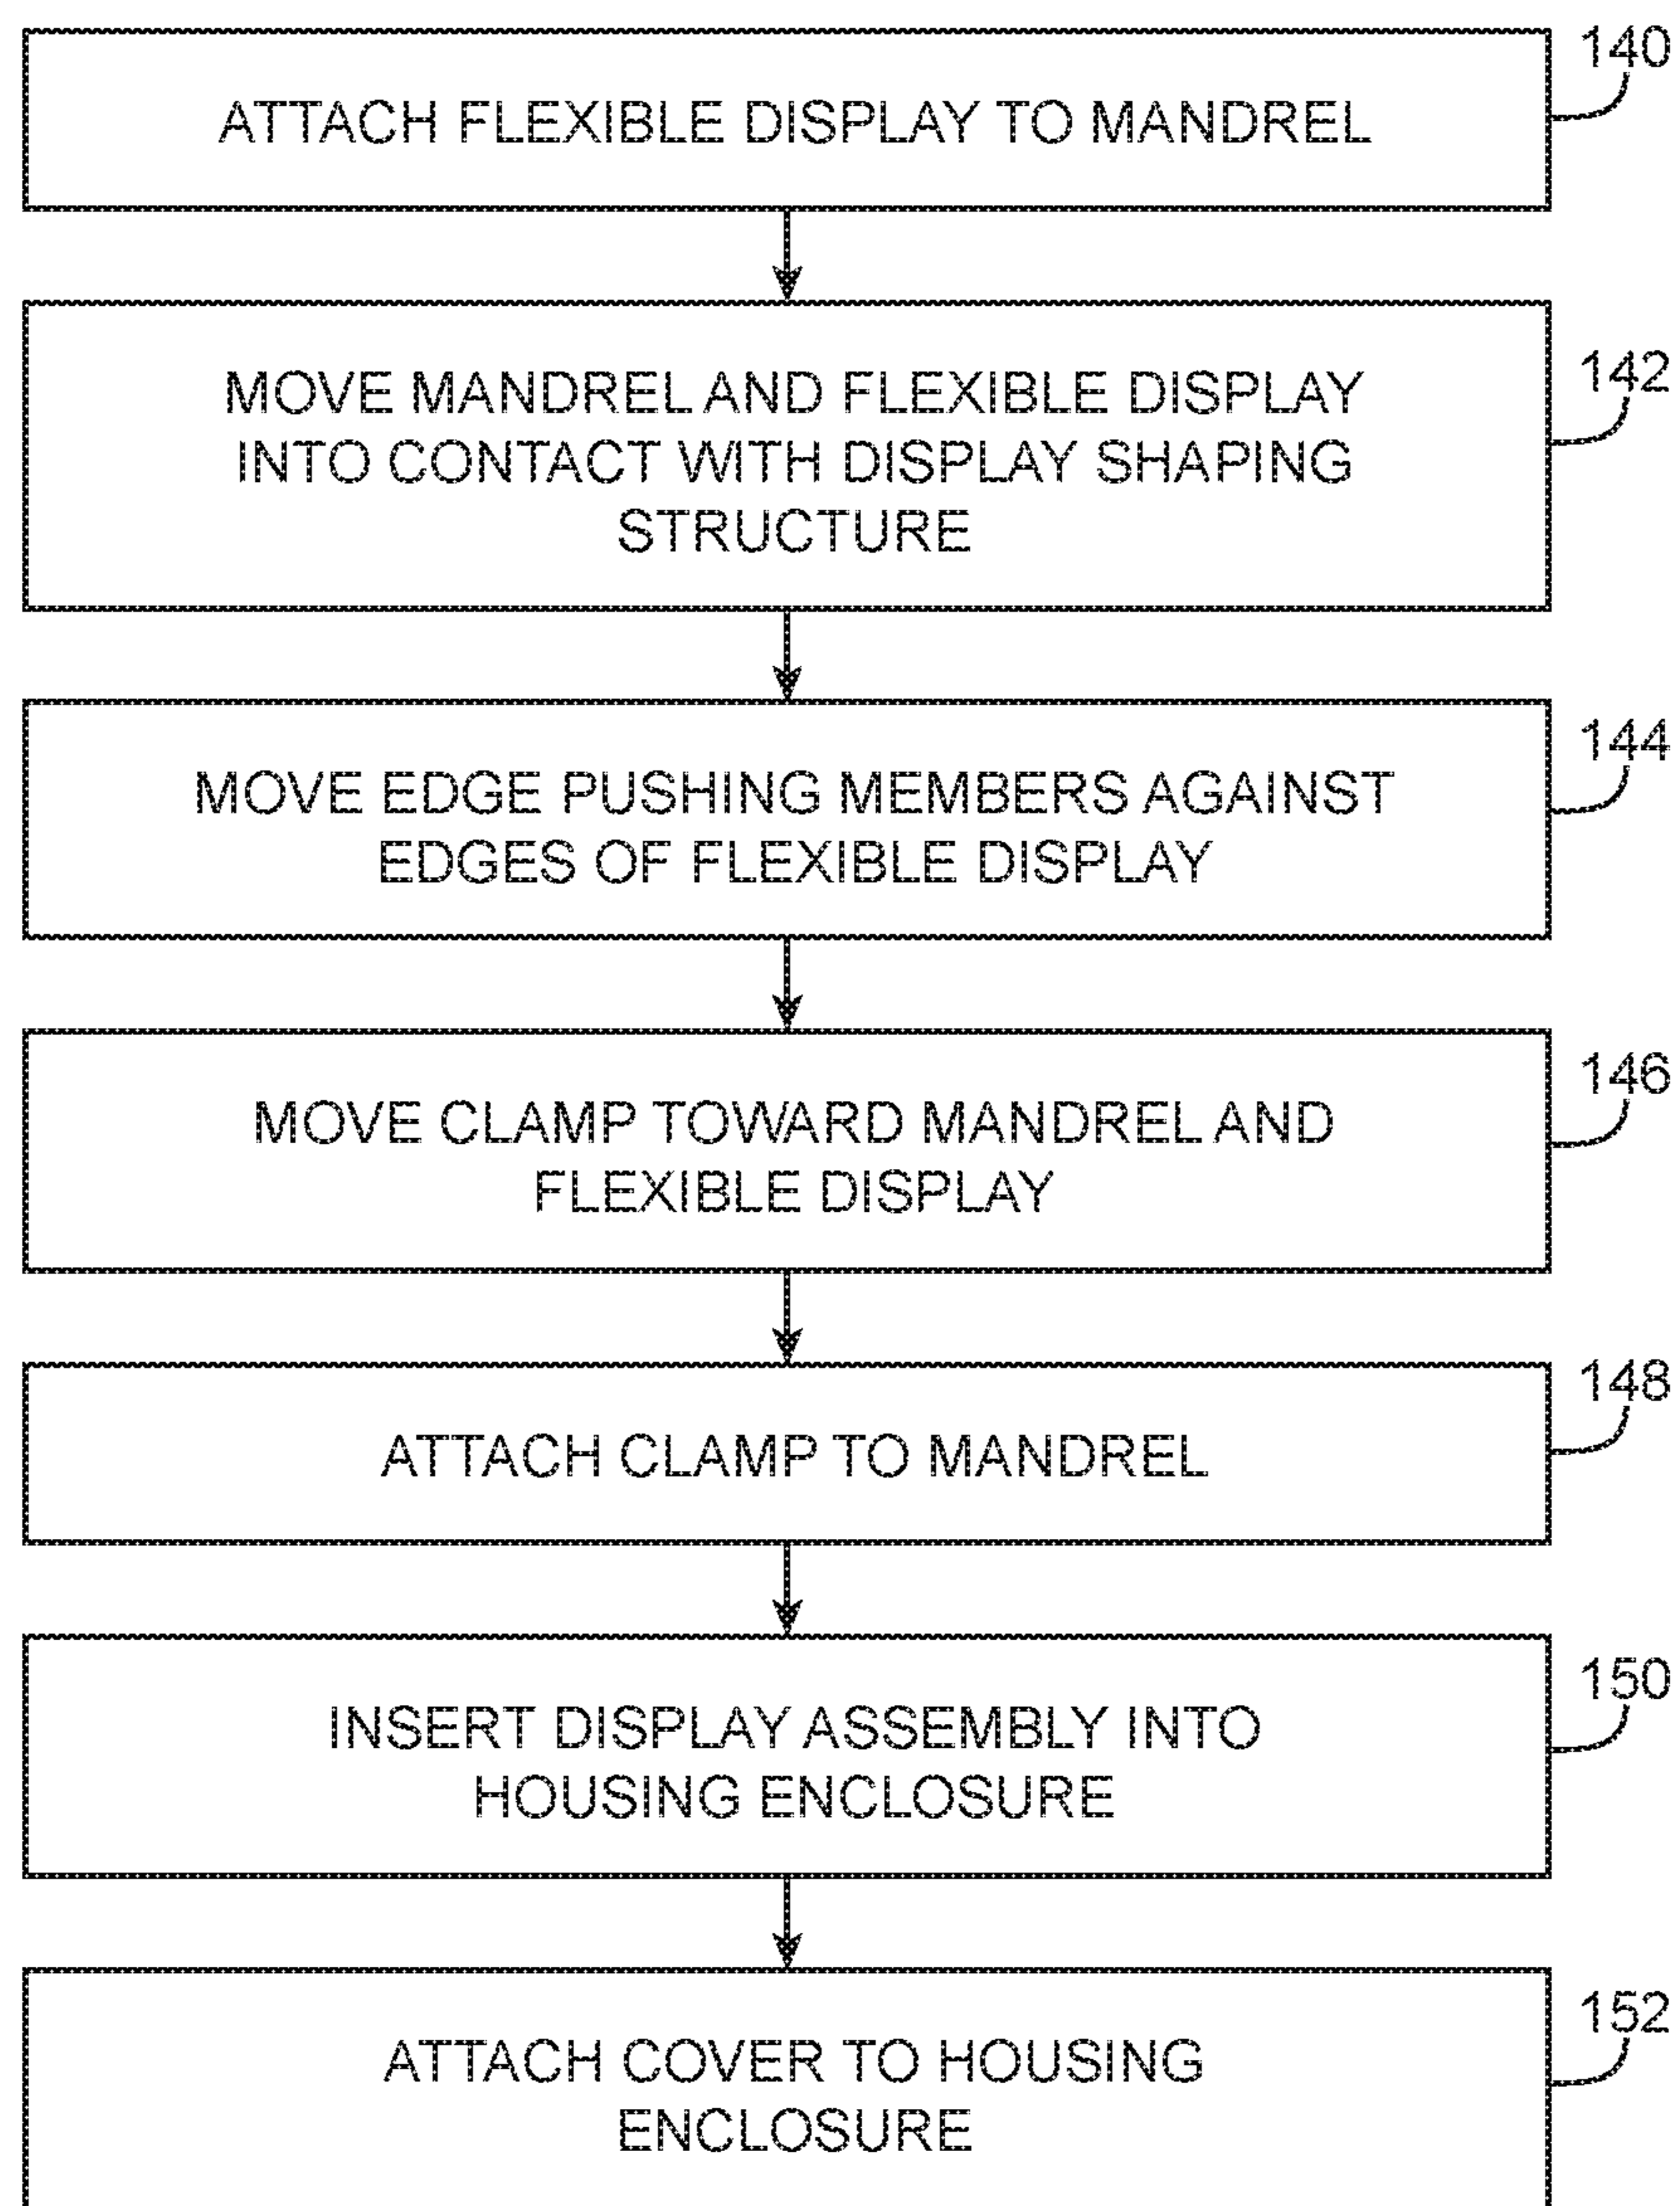 140
ATTACH FLEXIBLE DISPLAY TO MANDREL
142
MOVE MANDREL AND FLEXIBLE DISPLAY
INTO CONTACT WITH DISPLAY SHAPING
STRUCTURE
144
MOVE EDGE PUSHING MEMBERS AGAINST
EDGES OF FLEXIBLE DISPLAY
146
MOVE CLAMP TOWARD MANDREL AND
FLEXIBLE DISPLAY
148
ATTACH CLAMP TO MANDREL
150
INSERT DISPLAY ASSEMBLY INTO
HOUSING ENCLOSURE
152
ATTACH COVER TO HOUSING
ENCLOSURE